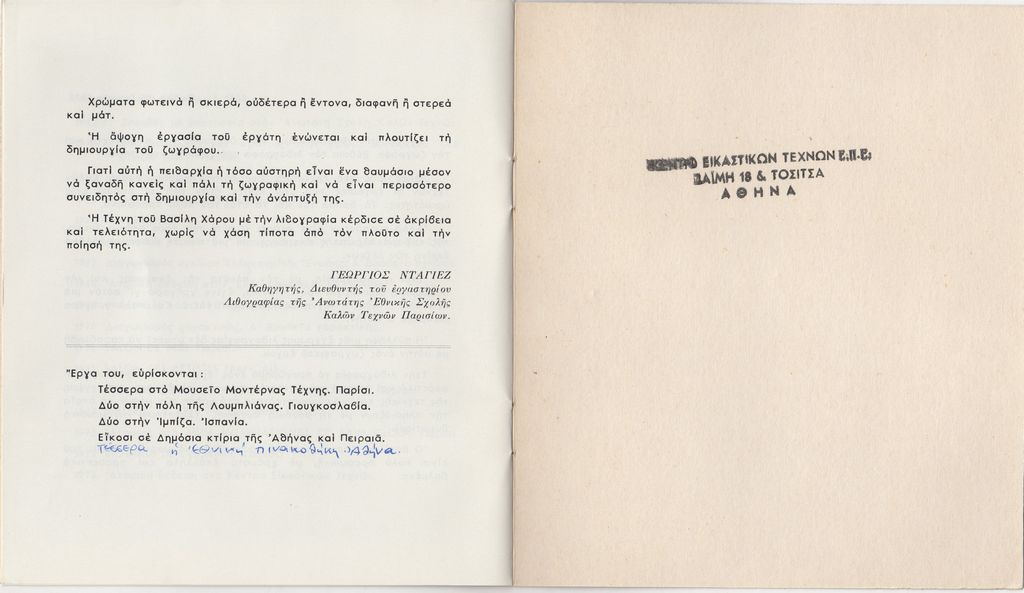 Χρώματα φωτεινὰ ἢ σκιερά, οὐδέτερα ἢ ἔντονα, διαφανῆ ἢ στερεά
καὶ μάτ.
Ἡ ἄψογη ἐργασία τοῦ ἐργάτη ἑνώνεται καὶ πλουτίζει τὴ
δημιουργία τοῦ ζωγράφου.
Γιατὶ αὐτὴ ἡ πειθαρχία ἡ τόσο αὐστηρὴ εἶναι ἕνα θαυμάσιο μέσον
νὰ ξαναδῆ κανεὶς καὶ πάλι τὴ ζωγραφικὴ καὶ νὰ εἶναι περισσότερο
συνειδητὸς στὴ δημιουργία καὶ τὴν ἀνάπτυξή της.
Ἡ Τέχνη τοῦ Βασίλη Χάρου μὲ τὴν λιθογραφία κέρδισε σὲ ἀκρίβεια
καὶ τελειότητα, χωρὶς νὰ χάση τίποτα ἀπὸ τὸν πλοῦτο καὶ τὴν
ποίησή της.
ΓΕΩΡΓΙΟΣ ΝΤΑΓΙΕΖ
Καθηγητής, Διευθυντής τοῦ ἐργαστηρίου
Λιθογραφίας τῆς Ἀνωτάτης Ἐθνικῆς Σχολῆς
Καλῶν Τεχνῶν Παρισίων.
Ἔργα του, εὑρίσκονται :
Τέσσερα στὸ Μουσεῖο Μοντέρνας Τέχνης. Παρίσι.
Δύο στὴν πόλη τῆς Λουμπλιάνας. Γιουγκοσλαβία.
Δύο στὴν Ἰμπίζα. Ἰσπανία.
Εἴκοσι σὲ Δημόσια κτίρια τῆς Ἀθήνας καὶ Πειραιᾶ.
τέσσερα ἡ Ἐθνική πινακοθήκη Ἀθήνα.
ΚΕΝΤΡΟ ΕΙΚΑΣΤΙΚΩΝ ΤΕΧΝΩΝ Ε.Π.Ε.
ΖΑΪΜΗ 18 & ΤΟΣΙΤΣΑ
ΑΘΗΝΑ